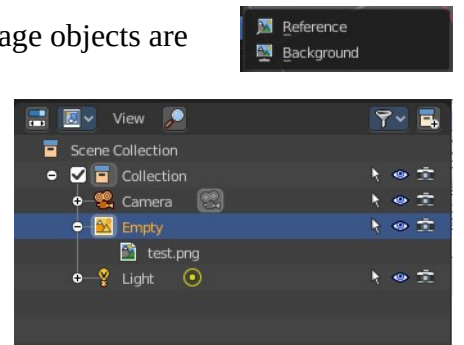 age objects are
Reference
Background
View
Scene Collection
Collection
Camera
Empty
test.png
Light